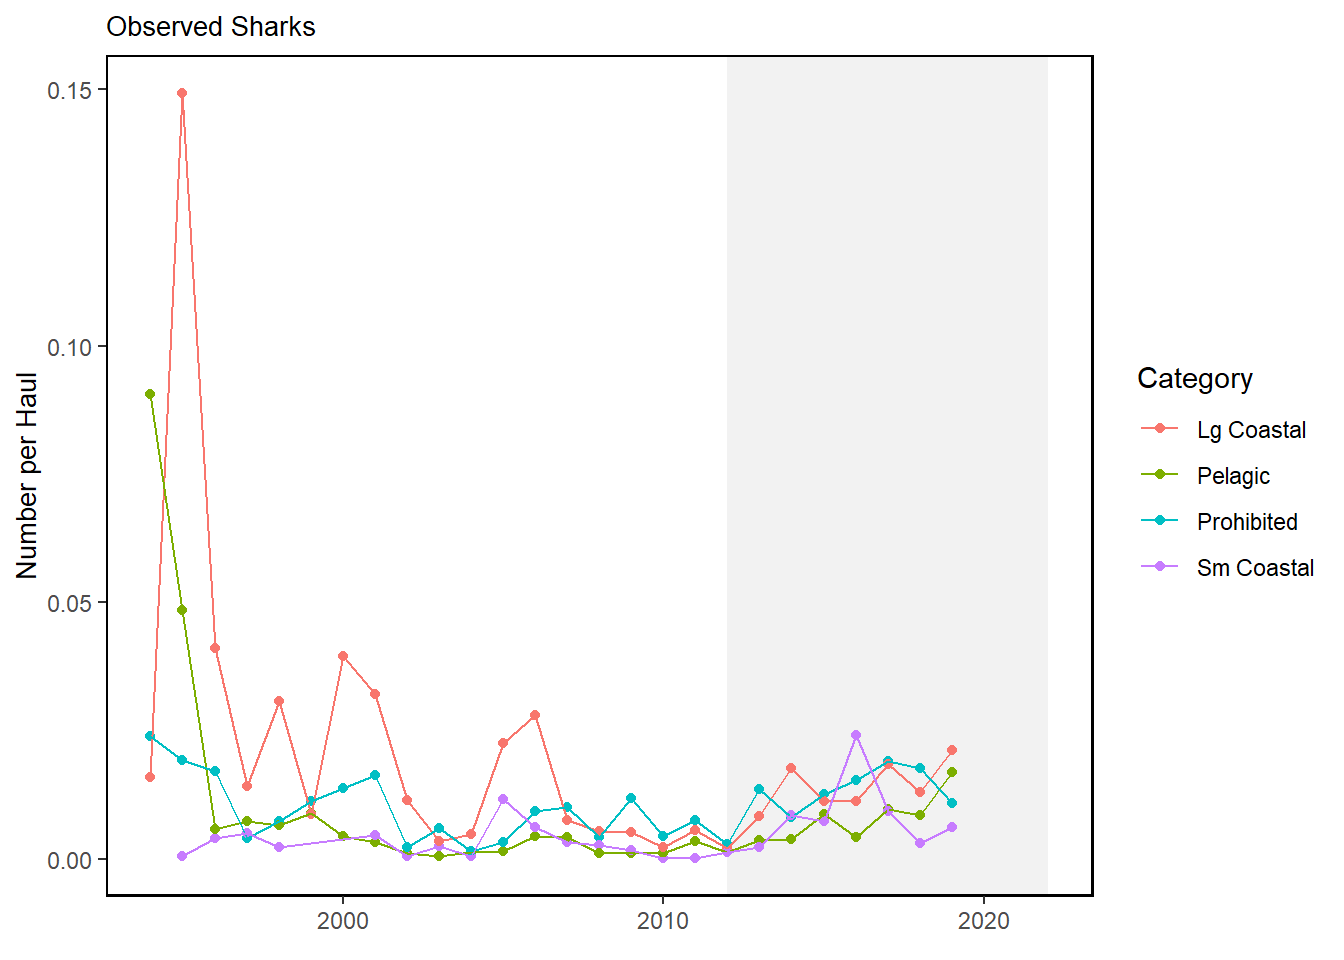 Observed Sharks
0.15
0.10
0.05
0.00
Number per Haul
2000
2010
2020
Category
Lg Coastal
Pelagic
Prohibited
Sm Coastal